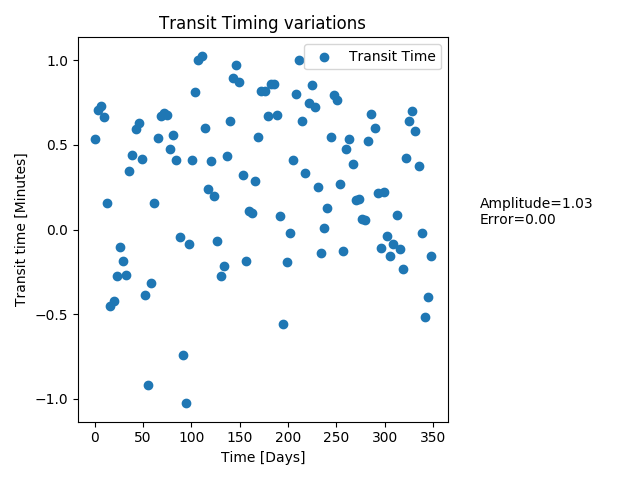 Transit Timing variations
Transit Time
1.0
0.5
0.0
−0.5
−1.0
Transit time [Minutes]
Amplitude=1.03
Error=0.00
0 50 100 150 200 250 300 350
Time [Days]